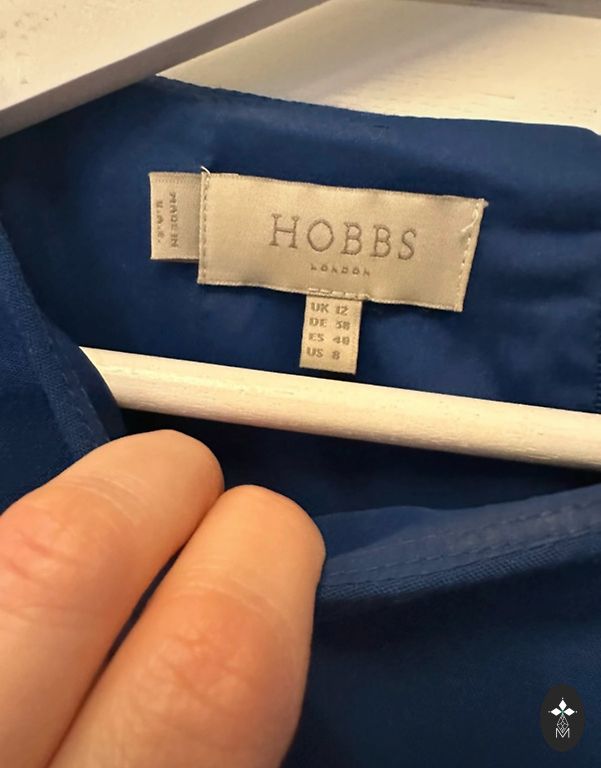 HOBBS
LONDON
UK 12
DE 38
ES 40
US 8